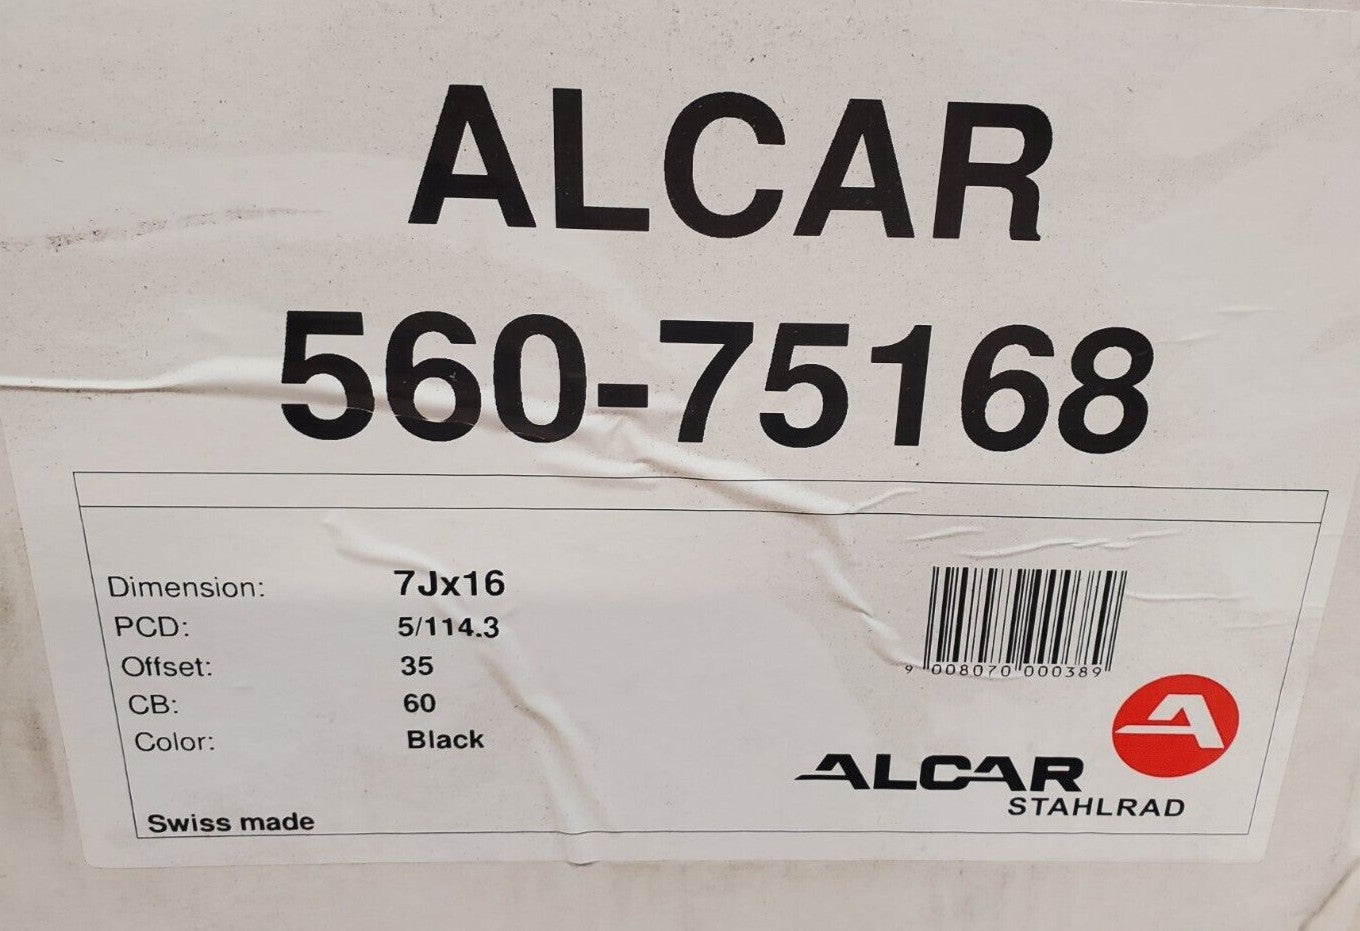 ALCAR
560-75168
Dimension: 7Jx16
PCD: 5/114.3
Offset: 35
CB: 60
Color: Black
Swiss made
9 008070 000389
ALCAR
STAHLRAD